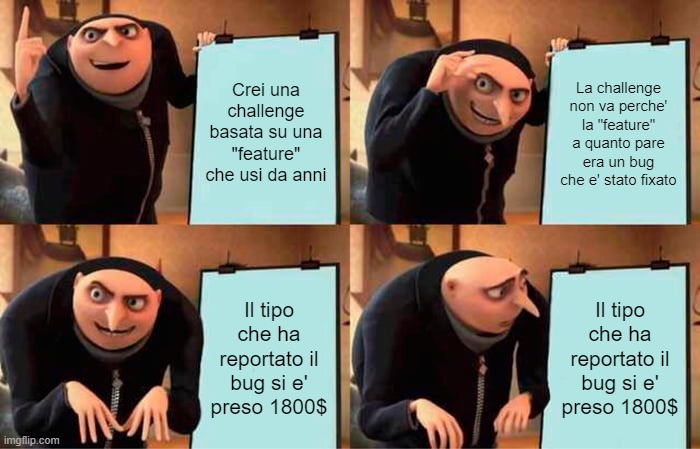 Crei una
challenge
basata su una
"feature"
che usi da anni
La challenge
non va perche'
la "feature"
a quanto pare
era un bug
che e' stato fixato
Il tipo
che ha
reportato il
bug si e'
preso 1800$
Il tipo
che ha
reportato il
bug si e'
preso 1800$
imgflip.com